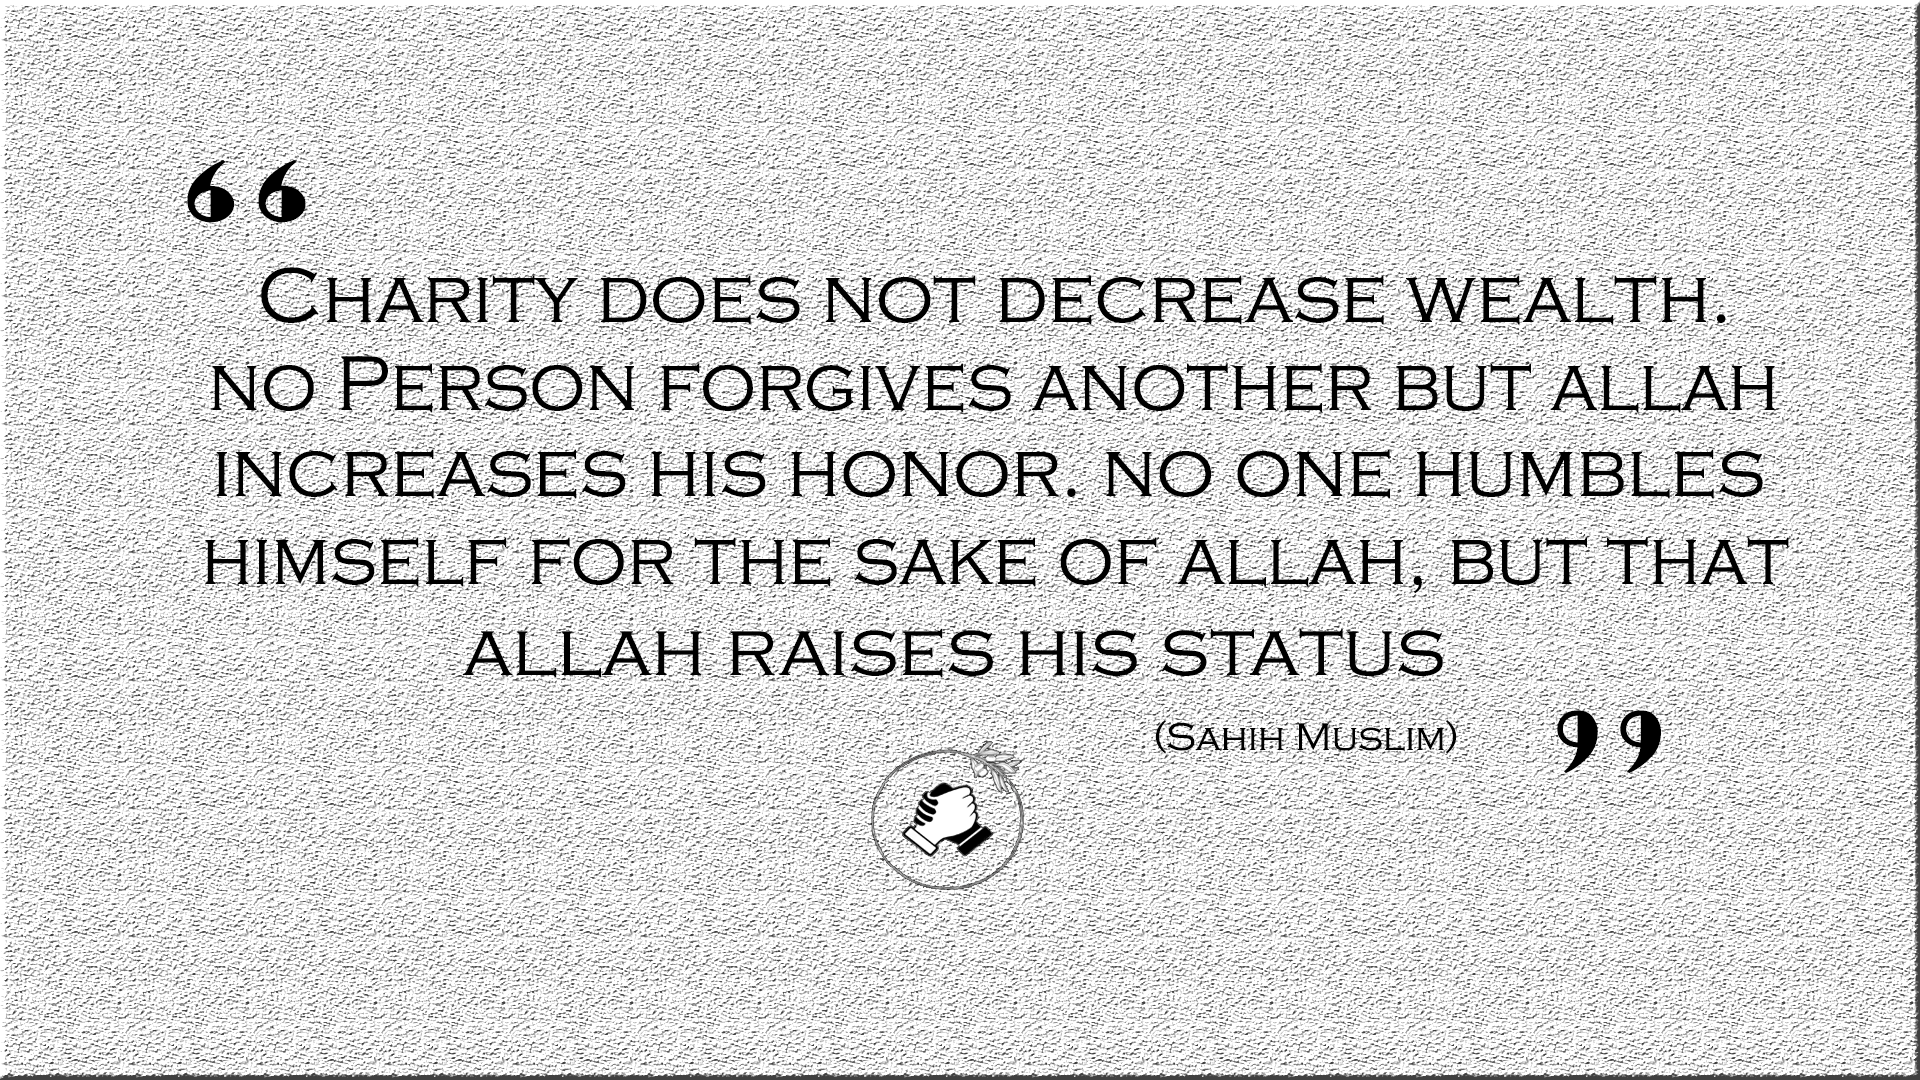 “
Charity does not decrease wealth.
no Person forgives another but allah
increases his honor. no one humbles
himself for the sake of allah, but that
allah raises his status
(Sahih Muslim) ”